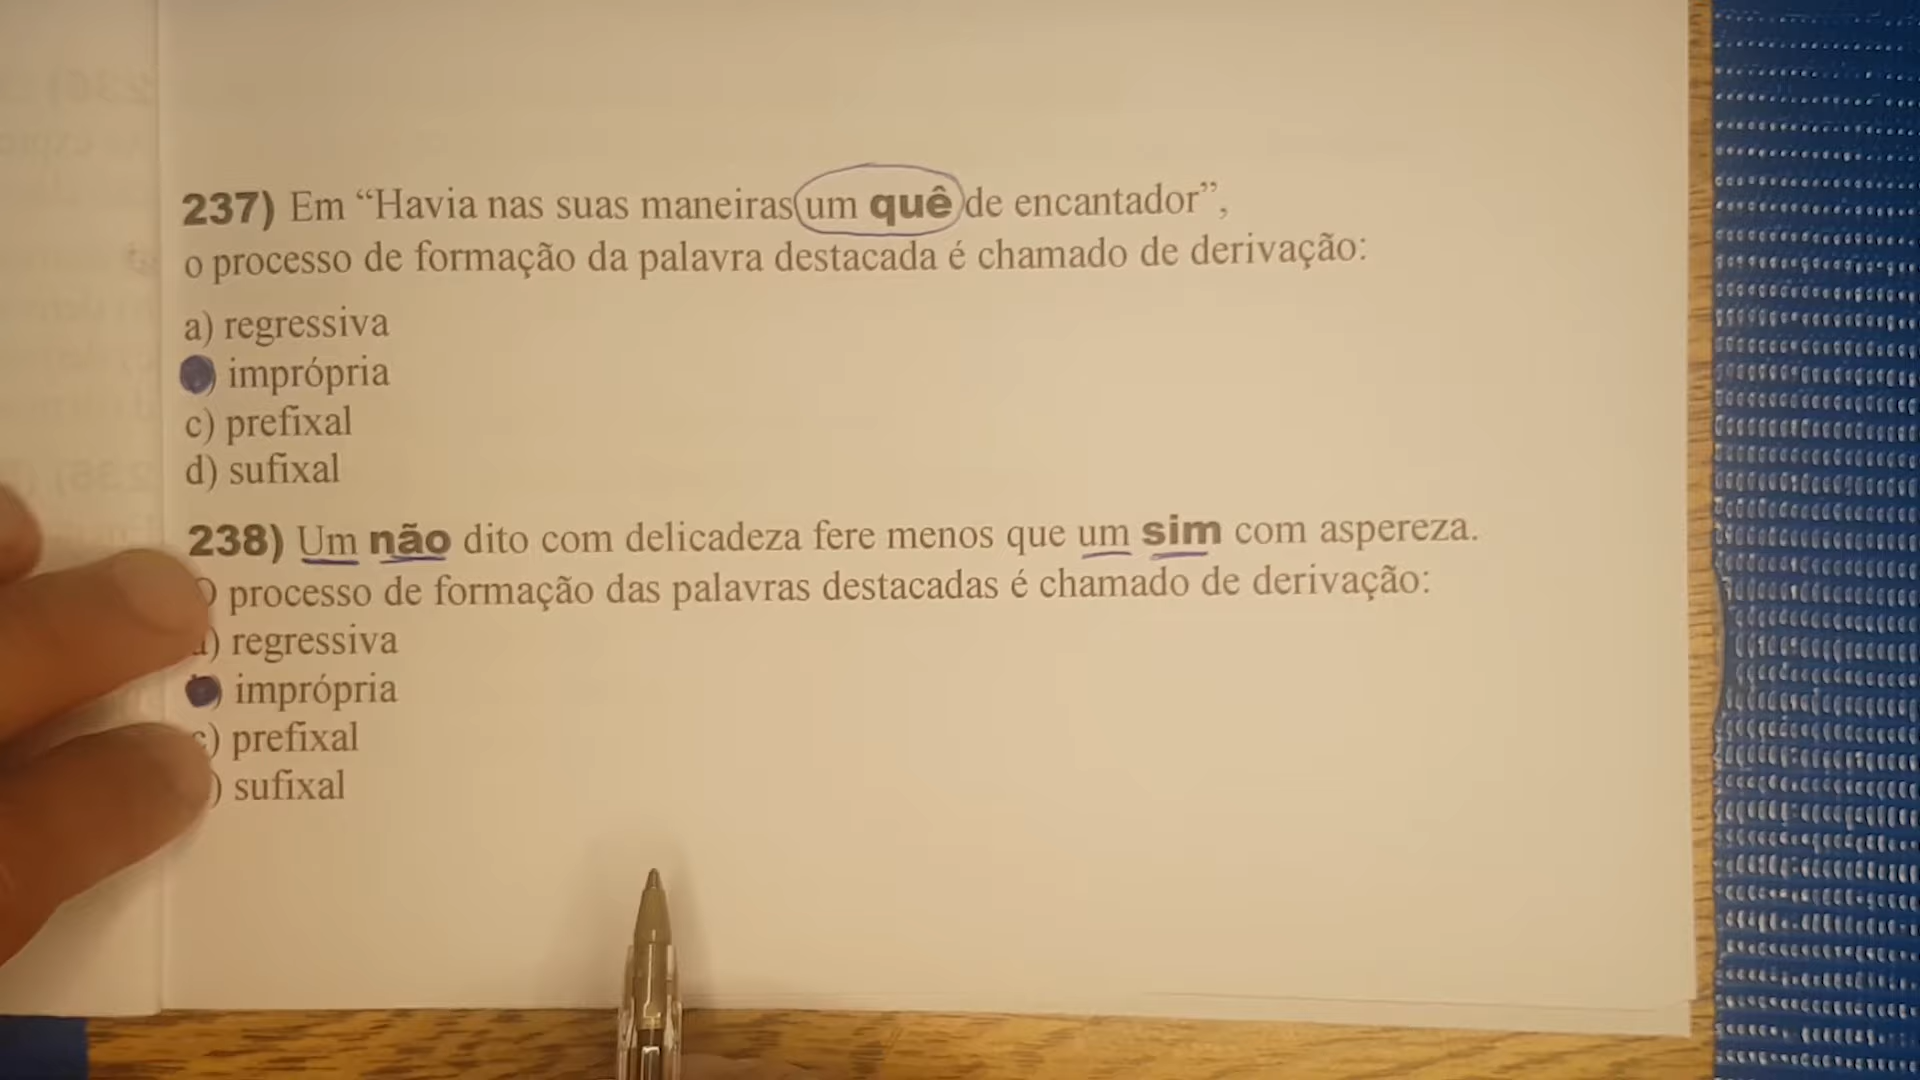 237) Em “Havia nas suas maneiras um quê de encantador”,
o processo de formação da palavra destacada é chamado de derivação:
a) regressiva
) imprópria
c) prefixal
d) sufixal
238) Um não dito com delicadeza fere menos que um sim com aspereza.
O processo de formação das palavras destacadas é chamado de derivação:
a) regressiva
) imprópria
c) prefixal
) sufixal